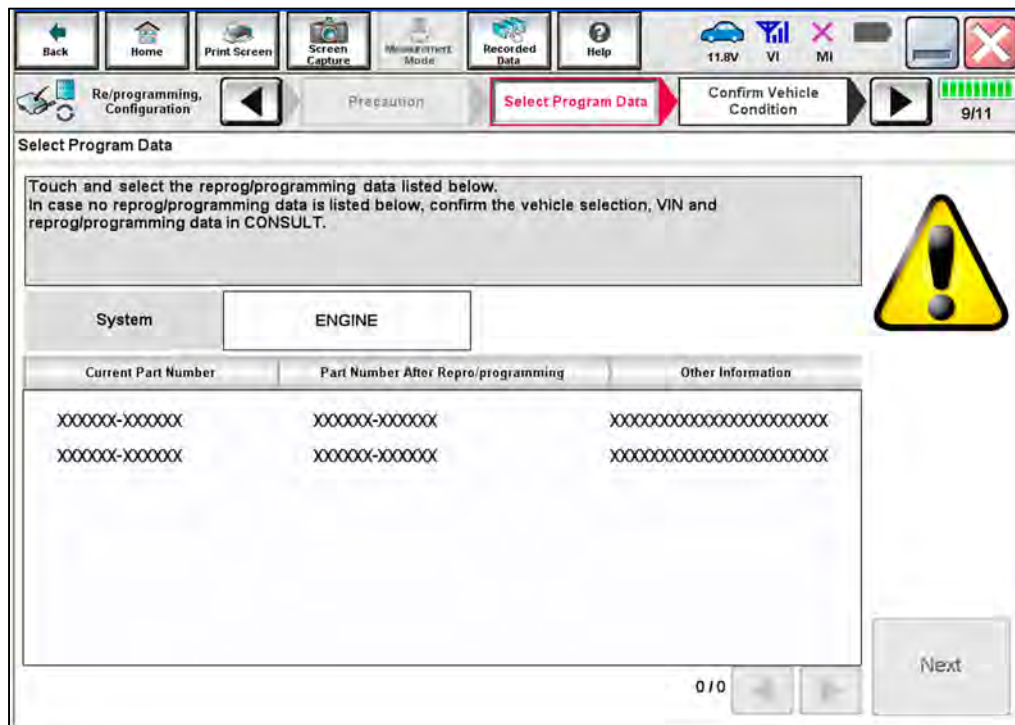 Back
Home
Print Screen
Screen Capture
Measurement Mode
Recorded Data
Help
11.8V
VI
MI
Re/programming, Configuration
Precaution
Select Program Data
Confirm Vehicle Condition
9/11
Select Program Data
Touch and select the reprog/programming data listed below.
In case no reprog/programming data is listed below, confirm the vehicle selection, VIN and
reprog/programming data in CONSULT.
System
ENGINE
Current Part Number
Part Number After Repro/programming
Other Information
XXXXXX-XXXXXX XXXXXX-XXXXXX XXXXXXXXXXXXXXXXXXXXXX
XXXXXX-XXXXXX XXXXXX-XXXXXX XXXXXXXXXXXXXXXXXXXXXX
0/0
Next